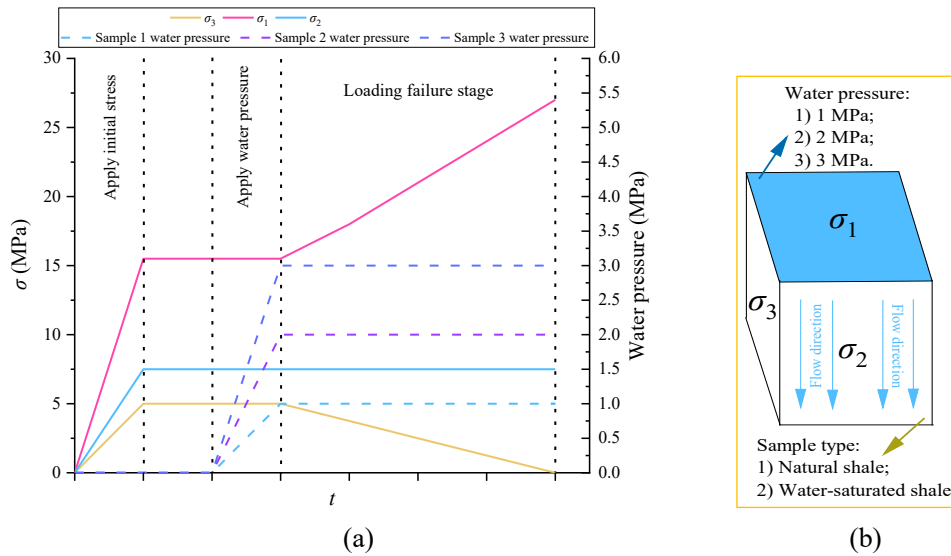 σ3 σ1 σ2
Sample 1 water pressure Sample 2 water pressure Sample 3 water pressure
30
25
20
15
10
5
0
σ (MPa)
Apply initial stress
Apply water pressure
Loading failure stage
6.0
5.5
5.0
4.5
4.0
3.5
3.0
2.5
2.0
1.5
1.0
0.5
0.0
Water pressure (MPa)
t
(a)
Water pressure:
1) 1 MPa;
2) 2 MPa;
3) 3 MPa.
σ1
σ3
σ2
Flow direction
Flow direction
Sample type:
1) Natural shale;
2) Water-saturated shale
(b)